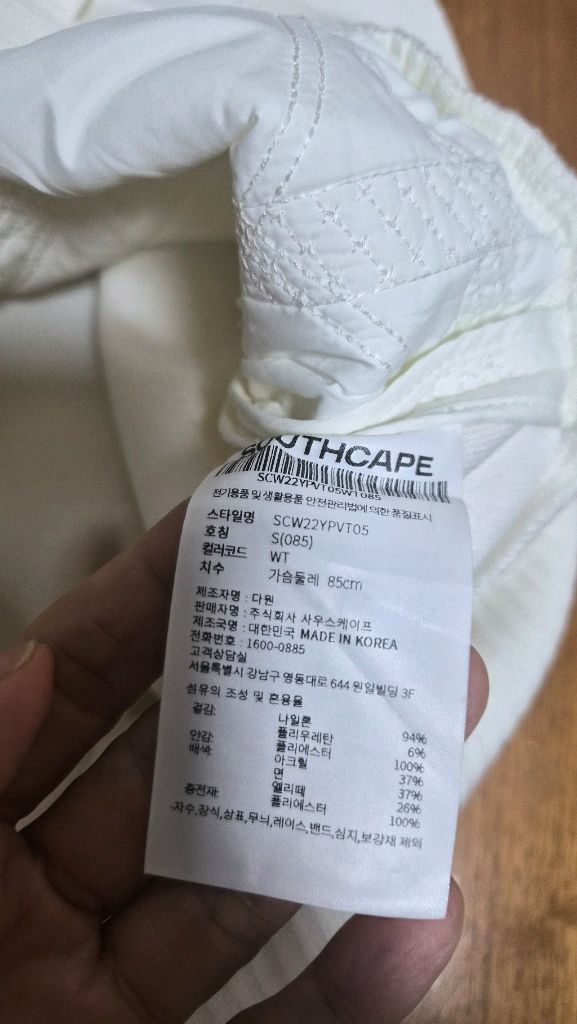 SOUTHCAPE
SCW22YPVT05WT085
전기용품 및 생활용품 안전관리법에 의한 품질표시
스타일명 SCW22YPVT05
호칭 S(085)
컬러코드 WT
치수 가슴둘레 85cm
제조자명 : 다원
판매자명 : 주식회사 사우스케이프
제조국명 : 대한민국 MADE IN KOREA
전화번호 : 1600-0885
고객상담실
서울특별시 강남구 영동대로 644 원일빌딩 3F
섬유의 조성 및 혼용율
겉감: 나일론 94%
폴리우레탄 6%
안감: 폴리에스터 100%
배색: 아크릴 37%
면 37%
엘리떼 26%
충전재: 폴리에스터 100%
-자수,장식,상표,무늬,레이스,밴드,심지,보강재 제외